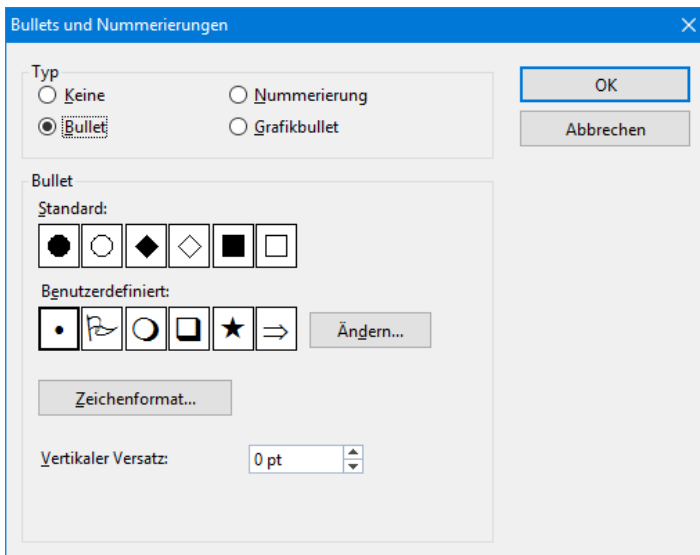 Bullets und Nummerierungen
Typ
Keine
Nummerierung
Bullet
Grafikbullet
OK
Abbrechen
Bullet
Standard:
Benutzerdefiniert:
Ändern...
Zeichenformat...
Vertikaler Versatz:
0 pt